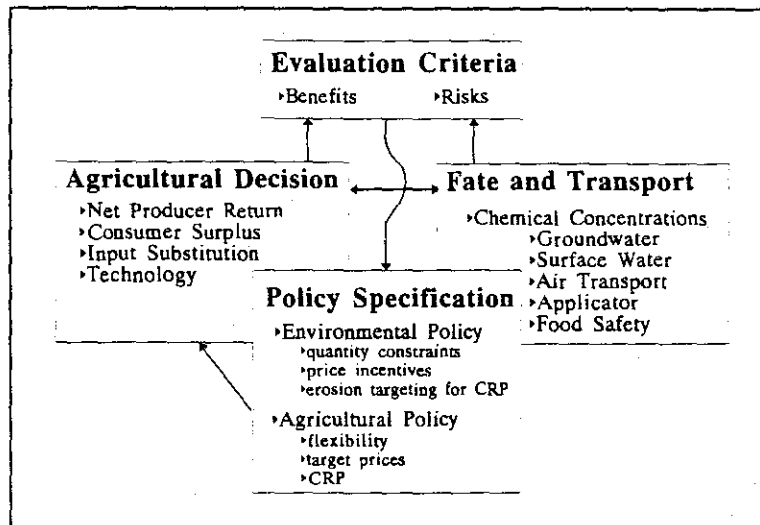 Evaluation Criteria
‣Benefits ‣Risks
Agricultural Decision
‣Net Producer Return
‣Consumer Surplus
‣Input Substitution
‣Technology
Fate and Transport
‣Chemical Concentrations
‣Groundwater
‣Surface Water
‣Air Transport
‣Applicator
‣Food Safety
Policy Specification
‣Environmental Policy
‣quantity constraints
‣price incentives
‣erosion targeting for CRP
‣Agricultural Policy
‣flexibility
‣target prices
‣CRP